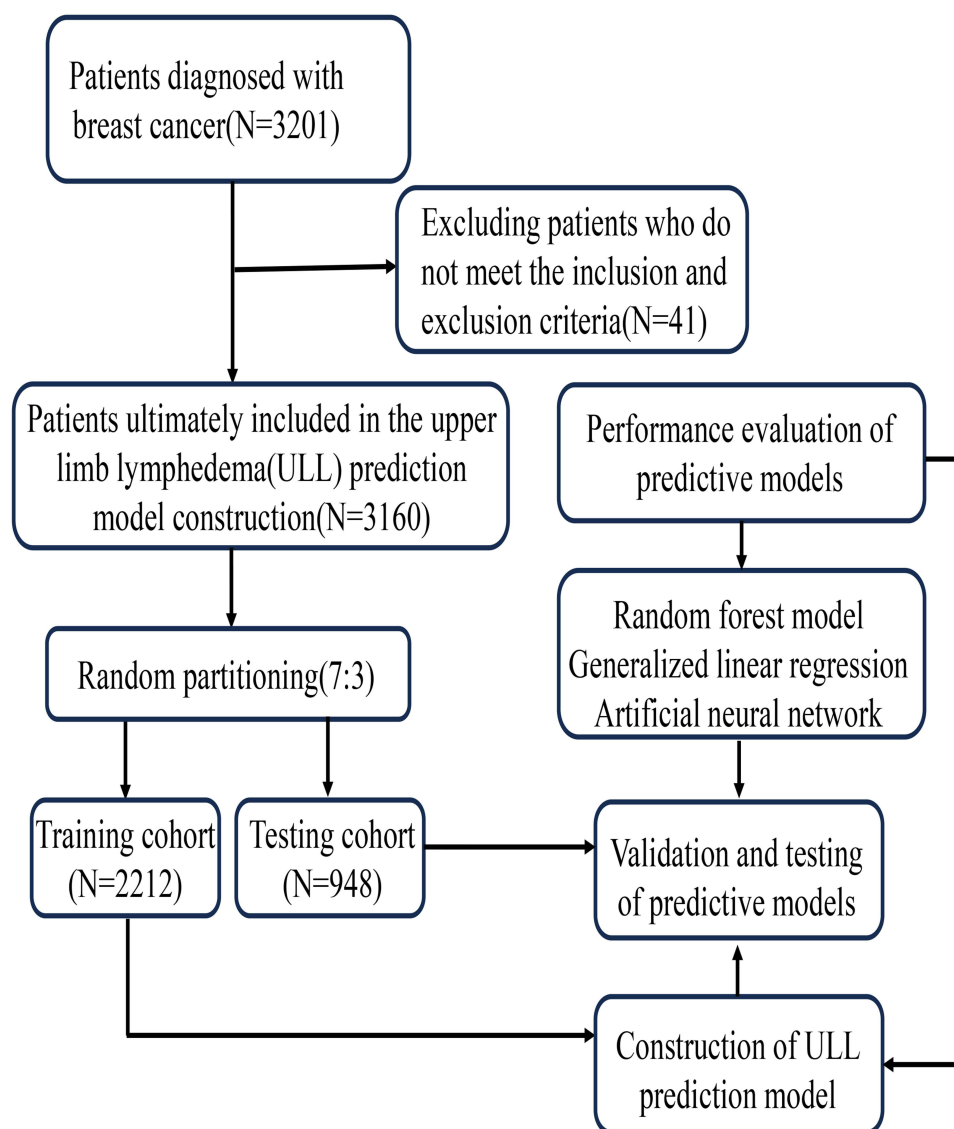 Patients diagnosed with
breast cancer(N=3201)
Excluding patients who do
not meet the inclusion and
exclusion criteria(N=41)
Patients ultimately included in the upper
limb lymphedema(ULL) prediction
model construction(N=3160)
Performance evaluation of
predictive models
Random forest model
Generalized linear regression
Artificial neural network
Random partitioning(7:3)
Training cohort
(N=2212)
Testing cohort
(N=948)
Validation and testing
of predictive models
Construction of ULL
prediction model